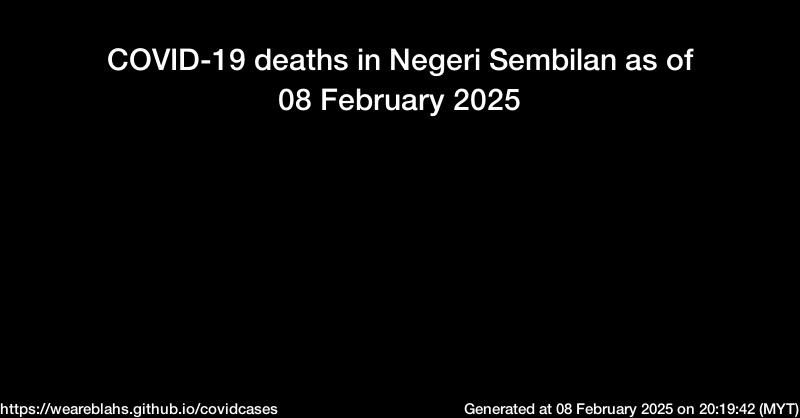 COVID-19 deaths in Negeri Sembilan as of
08 February 2025
https://weareblahs.github.io/covidcases
Generated at 08 February 2025 on 20:19:42 (MYT)